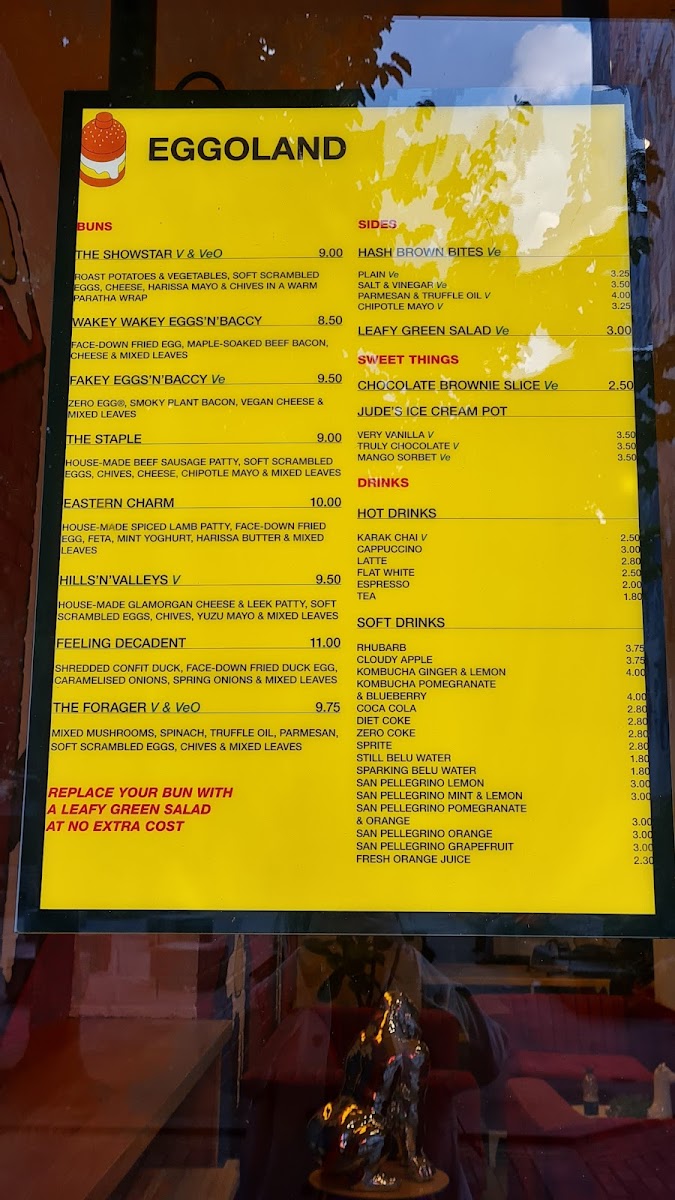 EGGOLAND
BUNS
THE SHOWSTAR V & VeO 9.00
ROAST POTATOES & VEGETABLES, SOFT SCRAMBLED
EGGS, CHEESE, HARISSA MAYO & CHIVES IN A WARM
PARATHA WRAP
WAKEY WAKEY EGGS'N'BACCY 8.50
FACE-DOWN FRIED EGG, MAPLE-SOAKED BEEF BACON,
CHEESE & MIXED LEAVES
FAKEY EGGS'N'BACCY Ve 9.50
ZERO EGG®, SMOKY PLANT BACON, VEGAN CHEESE &
MIXED LEAVES
THE STAPLE 9.00
HOUSE-MADE BEEF SAUSAGE PATTY, SOFT SCRAMBLED
EGGS, CHIVES, CHEESE, CHIPOTLE MAYO & MIXED LEAVES
EASTERN CHARM 10.00
HOUSE-MADE SPICED LAMB PATTY, FACE-DOWN FRIED
EGG, FETA, MINT YOGHURT, HARISSA BUTTER & MIXED
LEAVES
HILLS'N'VALLEYS V 9.50
HOUSE-MADE GLAMORGAN CHEESE & LEEK PATTY, SOFT
SCRAMBLED EGGS, CHIVES, YUZU MAYO & MIXED LEAVES
FEELING DECADENT 11.00
SHREDDED CONFIT DUCK, FACE-DOWN FRIED DUCK EGG,
CARAMELISED ONIONS, SPRING ONIONS & MIXED LEAVES
THE FORAGER V & VeO 9.75
MIXED MUSHROOMS, SPINACH, TRUFFLE OIL, PARMESAN,
SOFT SCRAMBLED EGGS, CHIVES & MIXED LEAVES
REPLACE YOUR BUN WITH
A LEAFY GREEN SALAD
AT NO EXTRA COST
SIDES
HASH BROWN BITES Ve
PLAIN Ve 3.25
SALT & VINEGAR Ve 3.50
PARMESAN & TRUFFLE OIL V 4.00
CHIPOTLE MAYO V 3.25
LEAFY GREEN SALAD Ve 3.00
SWEET THINGS
CHOCOLATE BROWNIE SLICE Ve 2.50
JUDE'S ICE CREAM POT
VERY VANILLA V 3.50
TRULY CHOCOLATE V 3.50
MANGO SORBET Ve 3.50
DRINKS
HOT DRINKS
KARAK CHAI V 2.50
CAPPUCCINO 3.00
LATTE 2.80
FLAT WHITE 2.50
ESPRESSO 2.00
TEA 1.80
SOFT DRINKS
RHUBARB 3.75
CLOUDY APPLE 3.75
KOMBUCHA GINGER & LEMON 4.00
KOMBUCHA POMEGRANATE
& BLUEBERRY 4.00
COCA COLA 2.80
DIET COKE 2.80
ZERO COKE 2.80
SPRITE 2.80
STILL BELU WATER 1.80
SPARKING BELU WATER 1.80
SAN PELLEGRINO LEMON 3.00
SAN PELLEGRINO MINT & LEMON 3.00
SAN PELLEGRINO POMEGRANATE
& ORANGE 3.00
SAN PELLEGRINO ORANGE 3.00
SAN PELLEGRINO GRAPEFRUIT 3.00
FRESH ORANGE JUICE 2.30